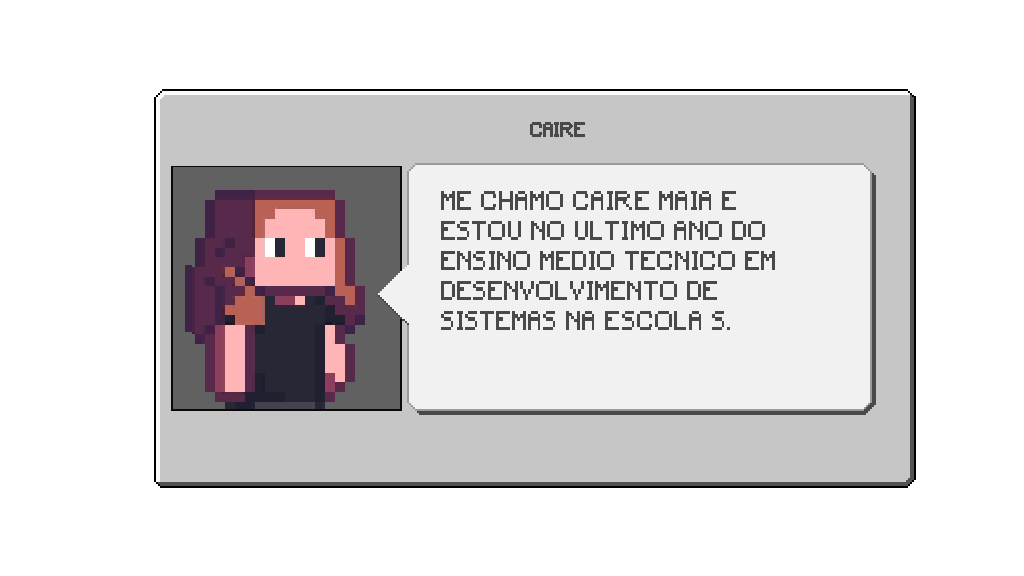 CAIRE
ME CHAMO CAIRE MAIA E
ESTOU NO ULTIMO ANO DO
ENSINO MEDIO TECNICO EM
DESENVOLVIMENTO DE
SISTEMAS NA ESCOLA S.